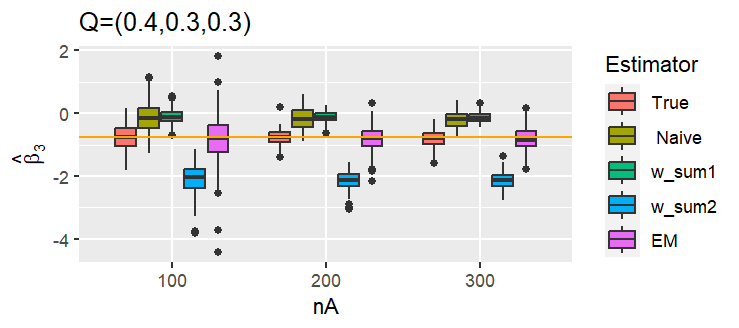 Q=(0.4,0.3,0.3)
2
0
-2
-4
β̂3
100
200
300
nA
Estimator
True
Naive
w_sum1
w_sum2
EM